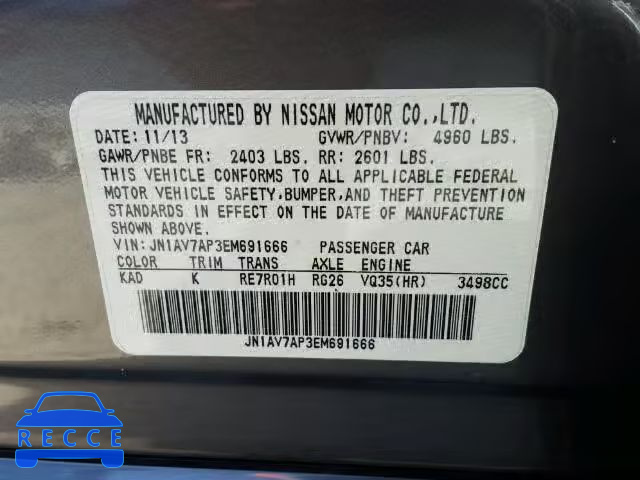 MANUFACTURED BY NISSAN MOTOR CO.,LTD.
DATE: 11/13 GVWR/PNBV: 4960 LBS.
GAWR/PNBE FR: 2403 LBS. RR: 2601 LBS.
THIS VEHICLE CONFORMS TO ALL APPLICABLE FEDERAL
MOTOR VEHICLE SAFETY,BUMPER,AND THEFT PREVENTION
STANDARDS IN EFFECT ON THE DATE OF MANUFACTURE
SHOWN ABOVE.
VIN: JN1AV7AP3EM691666 PASSENGER CAR
COLOR TRIM TRANS AXLE ENGINE
KAD K RE7R01H RG26 VQ35(HR) 3498CC
JN1AV7AP3EM691666
RECCE